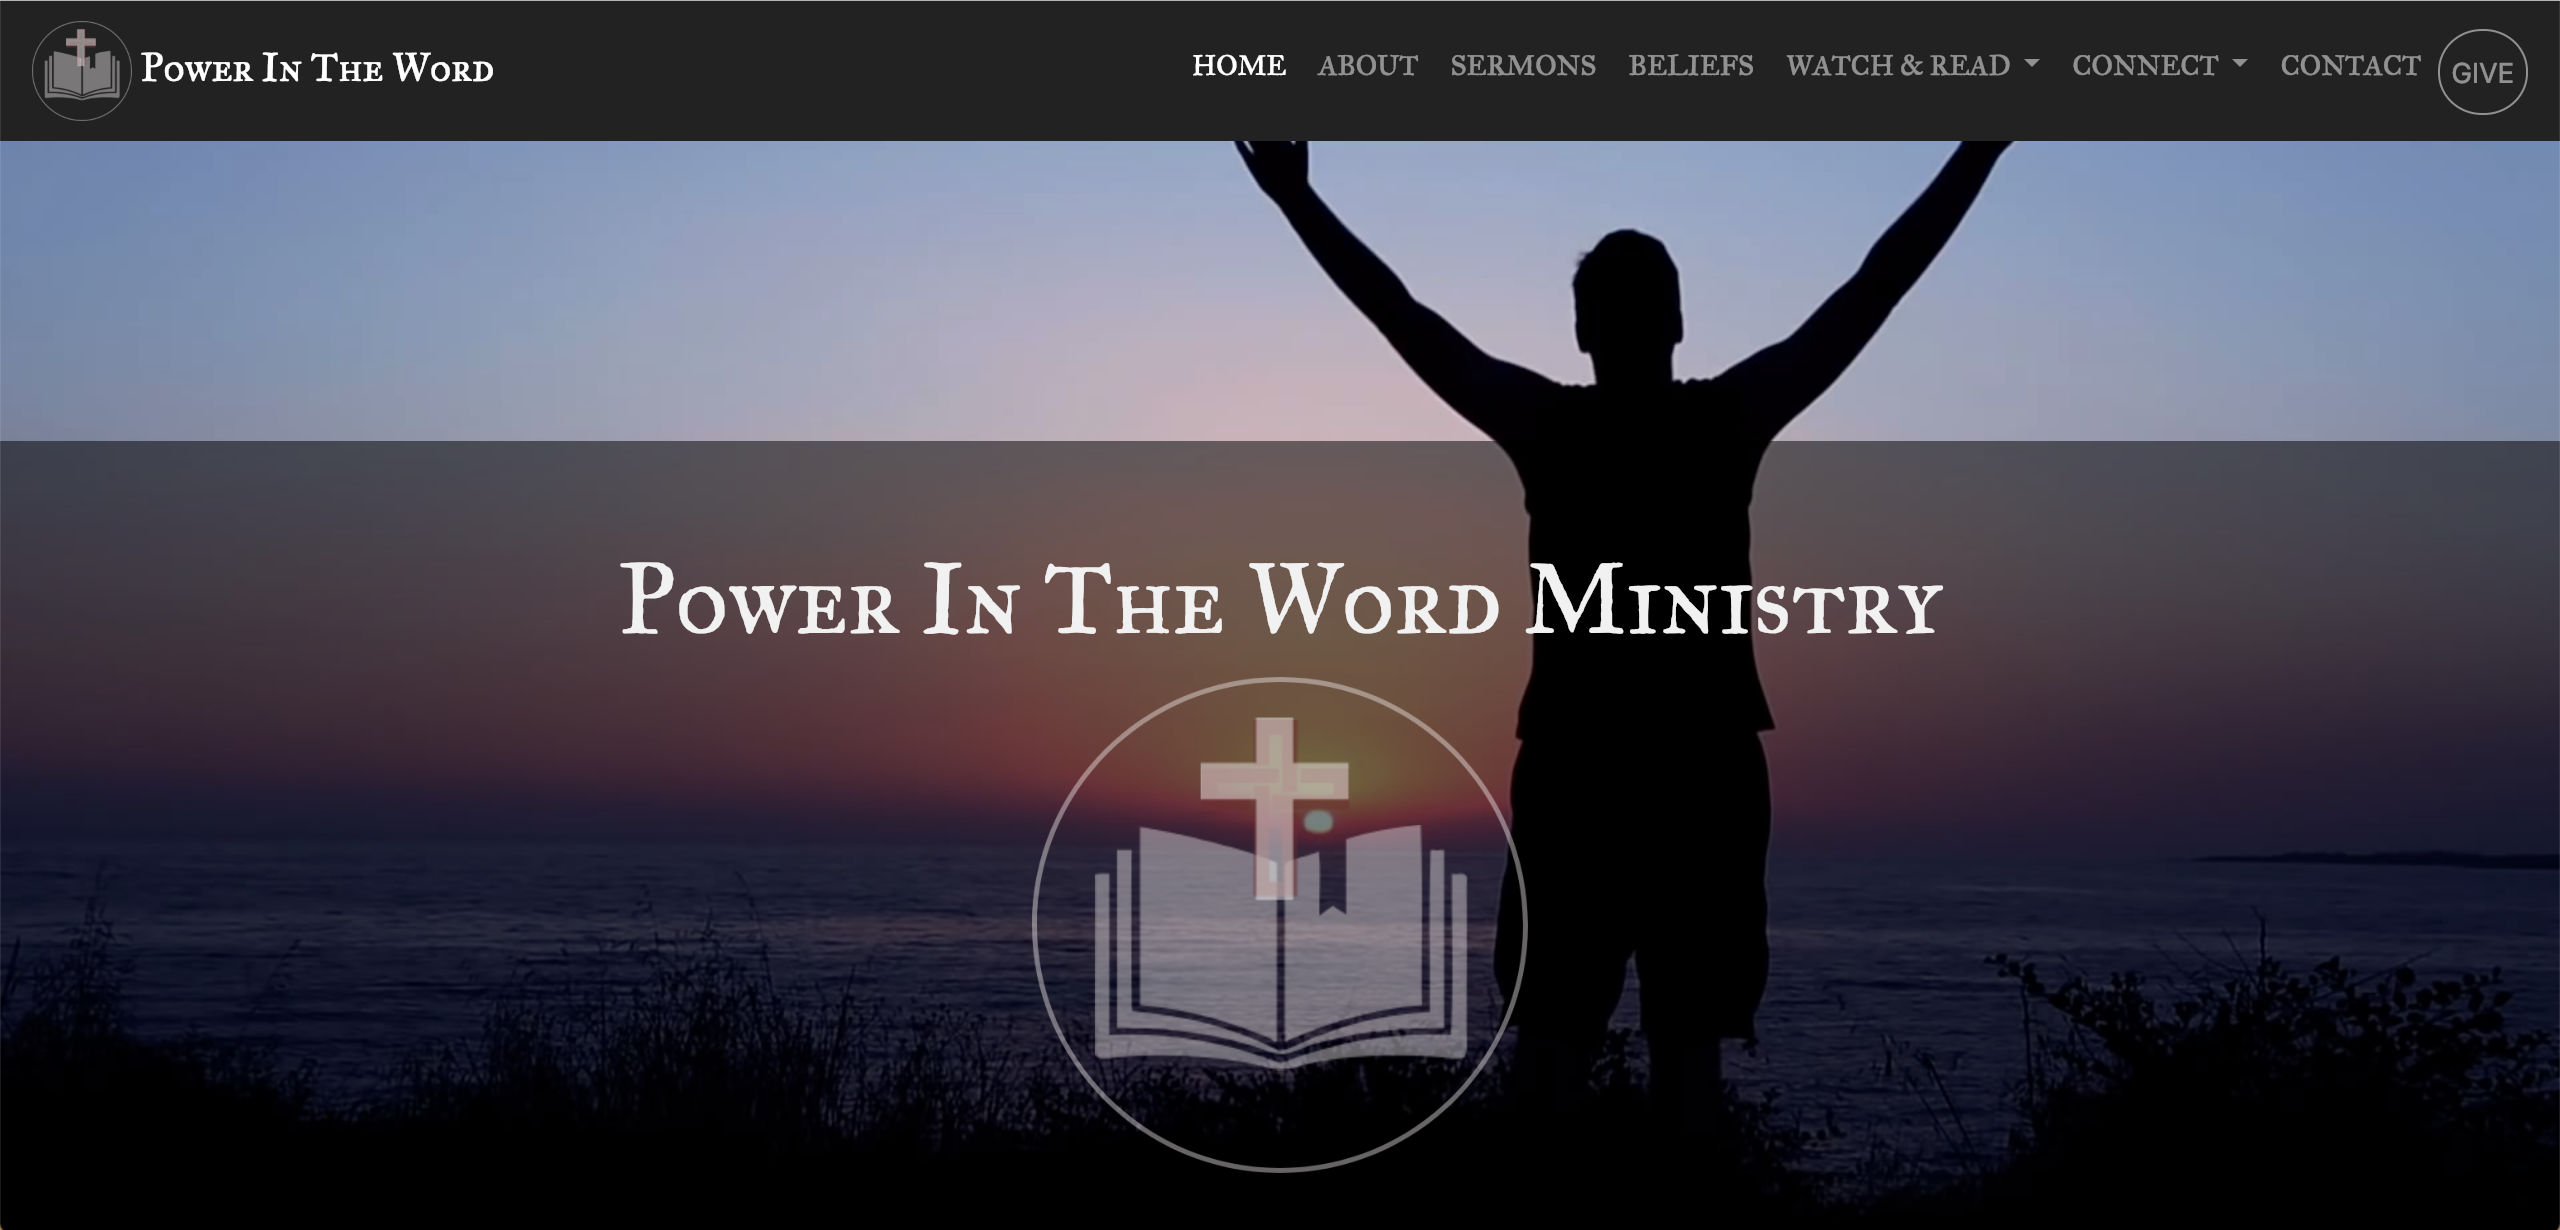 Power In The Word
HOME ABOUT SERMONS BELIEFS WATCH & READ CONNECT CONTACT GIVE
Power In The Word Ministry